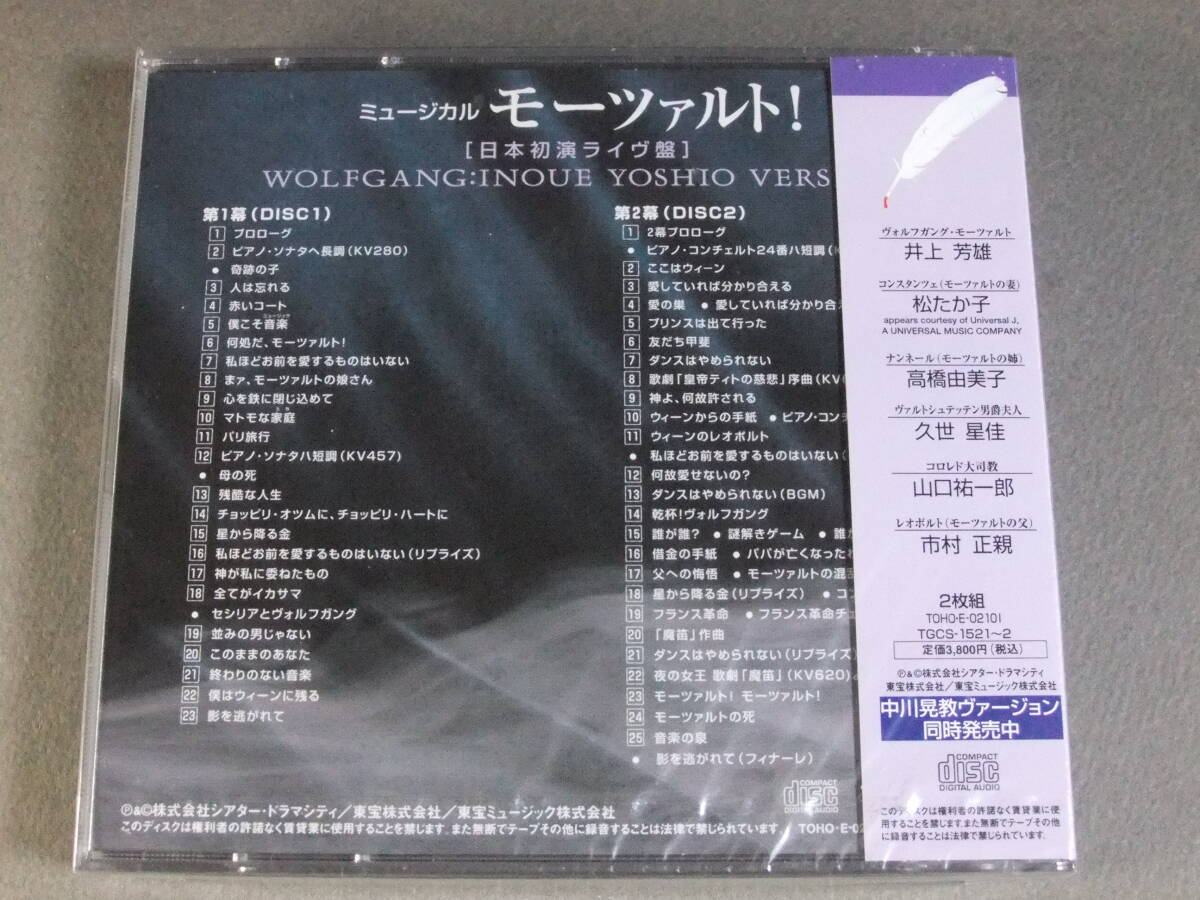 ミュージカル モーツァルト!
[日本初演ライヴ盤]
WOLFGANG:INOUE YOSHIO VERS
第1幕(DISC1)
1 プロローグ
2 ピアノ・ソナタヘ長調(KV280)
● 奇跡の子
3 人は忘れる
4 赤いコート
5 僕こそ音楽
ミュージック
6 何処だ、モーツァルト!
7 私ほどお前を愛するものはいない
8 まァ、モーツァルトの娘さん
9 心を鉄に閉じ込めて
10 マトモな家庭
うち
11 パリ旅行
12 ピアノ・ソナタハ短調(KV457)
● 母の死
13 残酷な人生
14 チョッピリ・オツムに、チョッピリ・ハートに
15 星から降る金
16 私ほどお前を愛するものはいない(リプライズ)
17 神が私に委ねたもの
18 全てがイカサマ
● セシリアとヴォルフガング
19 並みの男じゃない
20 このままのあなた
21 終わりのない音楽
22 僕はウィーンに残る
23 影を逃がれて
第2幕(DISC2)
1 2幕プロローグ
● ピアノ・コンチェルト24番ハ短調(
2 ここはウィーン
3 愛していれば分かり合える
4 愛の巣 ● 愛していれば分かり合え
5 プリンスは出て行った
6 友だち甲斐
7 ダンスはやめられない
8 歌劇「皇帝ティトの慈悲」序曲(KV
9 神よ、何故許される
10 ウィーンからの手紙 ● ピアノ・コン
11 ウィーンのレオポルト
● 私ほどお前を愛するものはいない(
12 何故愛せないの?
13 ダンスはやめられない(BGM)
14 乾杯!ヴォルフガング
15 誰が誰? ● 謎解きゲーム ● 誰
16 借金の手紙 ● パパが亡くなった
17 父への悔悟 ● モーツァルトの混
18 星から降る金(リプライズ) ● コ
19 フランス革命 ● フランス革命チ
20 「魔笛」作曲
21 ダンスはやめられない(リプライズ)
22 夜の女王 歌劇「魔笛」(KV620)
23 モーツァルト! モーツァルト!
24 モーツァルトの死
25 音楽の泉
● 影を逃がれて(フィナーレ)
COMPACT
disc
DIGITAL AUDIO
℗&©株式会社シアター・ドラマシティ/東宝株式会社/東宝ミュージック株式会社
このディスクは権利者の許諾なく賃貸業に使用することを禁じます。また無断でテープその他に録音することは法律で禁じられています。 TOHO-E-02
ヴォルフガング・モーツァルト
井上 芳雄
コンスタンツェ(モーツァルトの妻)
松たか子
appears courtesy of Universal J,
A UNIVERSAL MUSIC COMPANY
ナンネール(モーツァルトの姉)
高橋由美子
ヴァルトシュテッテン男爵夫人
久世 星佳
コロレド大司教
山口祐一郎
レオポルト(モーツァルトの父)
市村 正親
2枚組
TOHO-E-02101
TGCS-1521~2
定価3,800円(税込)
℗&©株式会社シアター・ドラマシティ
東宝株式会社/東宝ミュージック株式会社
中川晃教ヴァージョン
同時発売中
COMPACT
disc
DIGITAL AUDIO
このディスクは権利者の許諾なく賃貸業に使
用することを禁じます。また無断でテープその他
に録音することは法律で禁じられています。